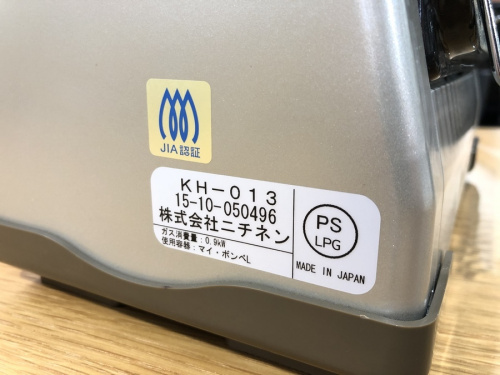 JIA認証
KH-013
15-10-050496
株式会社ニチネン
ガス消費量：0.9kW
使用容器：マイ・ボンベL
PS
LPG
MADE IN JAPAN